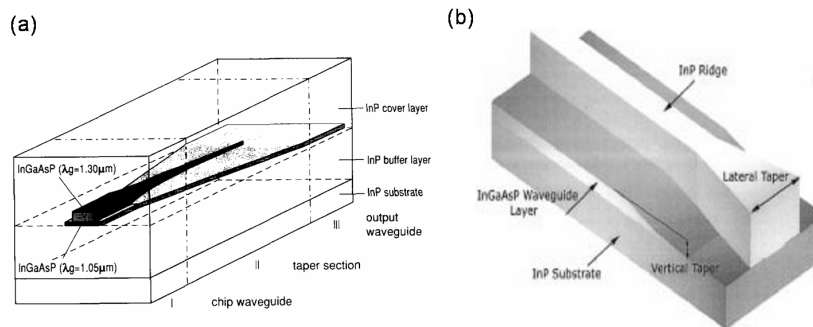 (a)
InP cover layer
InGaAsP (λg=1.30μm)
InP buffer layer
InP substrate
output
waveguide
InGaAsP (λg=1.05μm)
III
II
taper section
I
chip waveguide
(b)
InP Ridge
Lateral Taper
InGaAsP Waveguide
Layer
Vertical Taper
InP Substrate